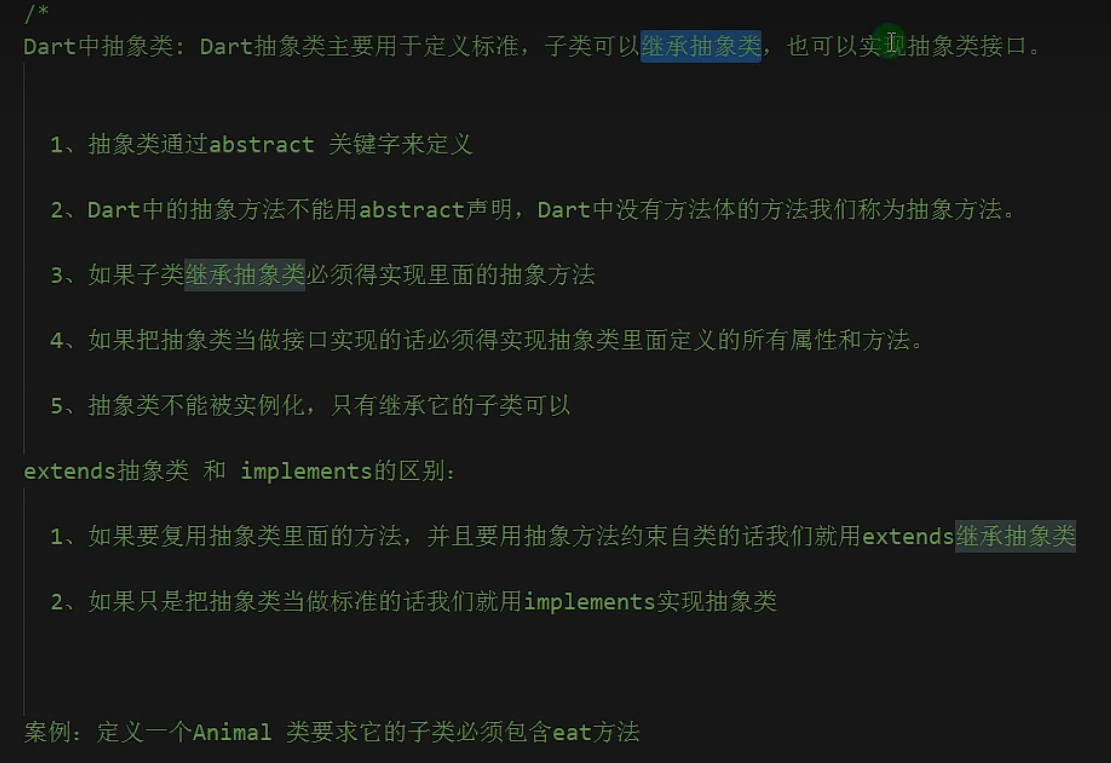 /*
Dart中抽象类: Dart抽象类主要用于定义标准，子类可以继承抽象类，也可以实现抽象类接口。
1、抽象类通过abstract 关键字来定义
2、Dart中的抽象方法不能用abstract声明，Dart中没有方法体的方法我们称为抽象方法。
3、如果子类继承抽象类必须得实现里面的抽象方法
4、如果把抽象类当做接口实现的话必须得实现抽象类里面定义的所有属性和方法。
5、抽象类不能被实例化，只有继承它的子类可以
extends抽象类 和 implements的区别：
1、如果要复用抽象类里面的方法，并且要用抽象方法约束自类的话我们就用extends继承抽象类
2、如果只是把抽象类当做标准的话我们就用implements实现抽象类
案例：定义一个Animal 类要求它的子类必须包含eat方法